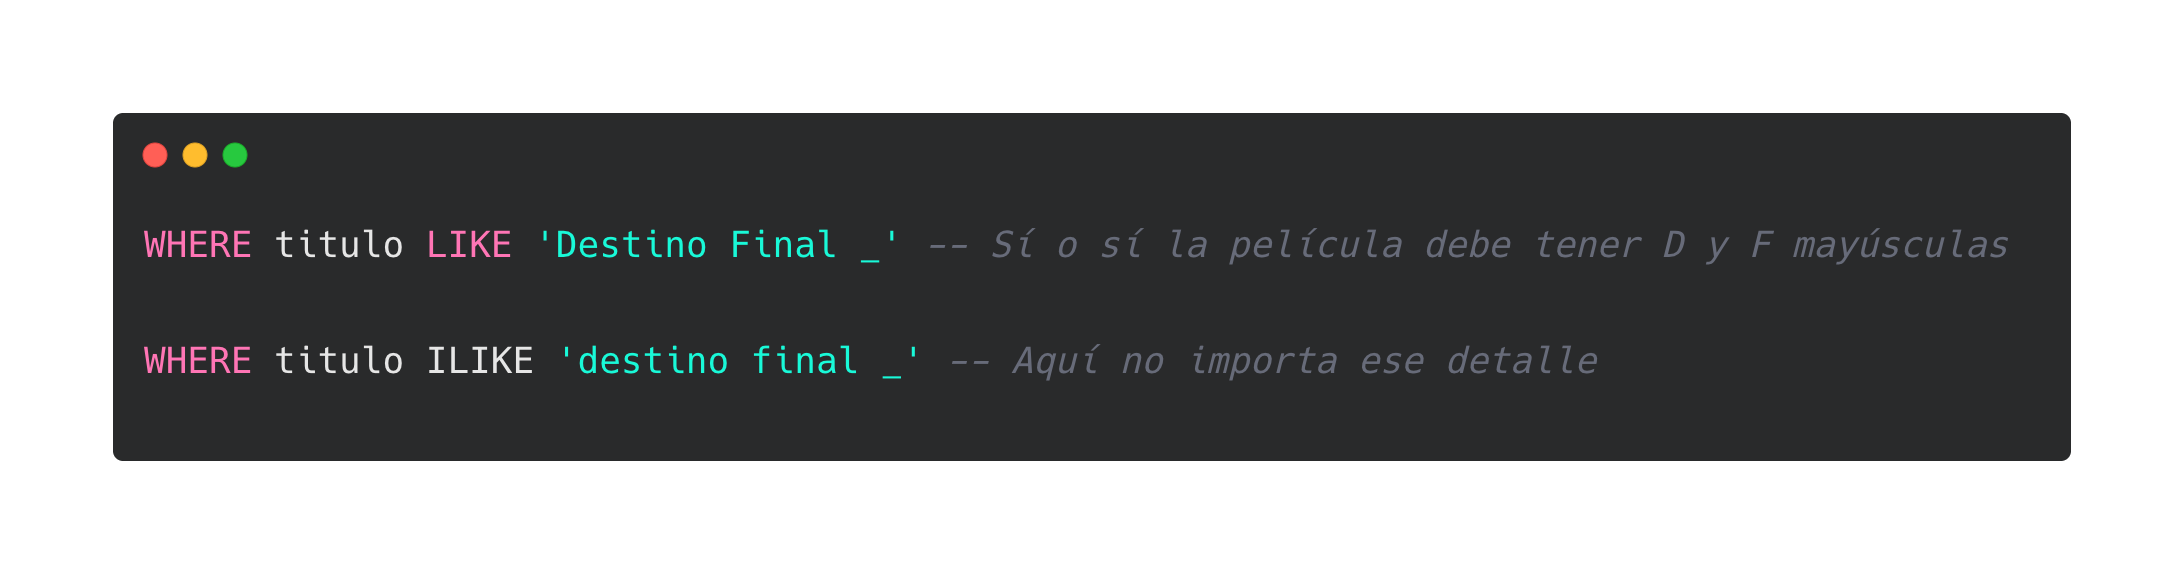 WHERE titulo LIKE 'Destino Final _' -- Sí o sí la película debe tener D y F mayúsculas
WHERE titulo ILIKE 'destino final _' -- Aquí no importa ese detalle